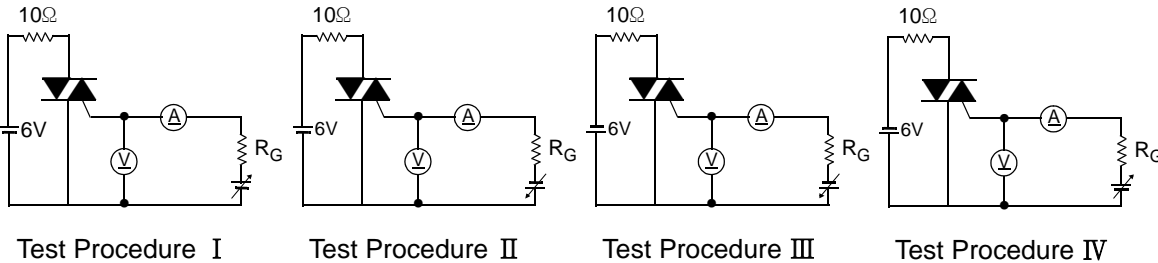 10Ω
6V
A
V
RG
Test Procedure Ⅰ
10Ω
6V
A
V
RG
Test Procedure Ⅱ
10Ω
6V
A
V
RG
Test Procedure Ⅲ
10Ω
6V
A
V
RG
Test Procedure Ⅳ